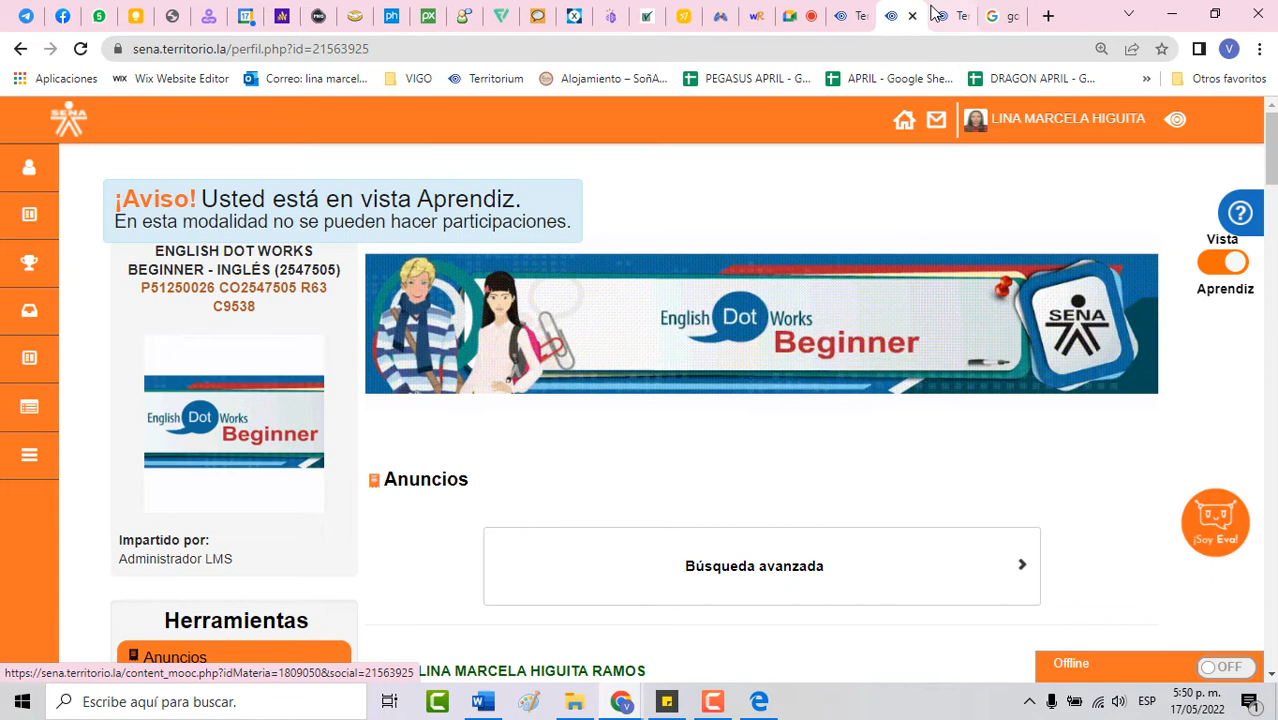 Te
Te
go
sena.territorio.la/perfil.php?id=21563925
Aplicaciones
WIX Wix Website Editor
Correo: lina marcel...
VIGO
Territorium
Alojamiento — SoñA...
PEGASUS APRIL - G...
APRIL - Google She...
DRAGON APRIL - G...
»
Otros favoritos
SENA
LINA MARCELA HIGUITA
¡Aviso! Usted está en vista Aprendiz.
En esta modalidad no se pueden hacer participaciones.
Vista
Aprendiz
ENGLISH DOT WORKS
BEGINNER - INGLÉS (2547505)
P51250026 CO2547505 R63
C9538
English Dot Works
Beginner
SENA
English Dot Works
Beginner
Anuncios
Impartido por:
Administrador LMS
Búsqueda avanzada
¡Soy Eva!
Herramientas
Anuncios
LINA MARCELA HIGUITA RAMOS
Offline
OFF
https://sena.territorio.la/content_mooc.php?idMateria=1809050&social=21563925
Escribe aquí para buscar.
ESP
5:50 p. m.
17/05/2022